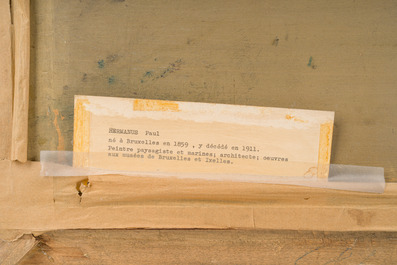 HERMANUS Paul
né à Bruxelles en 1859 , y décédé en 1911.
Peintre paysagiste et marines; architecte; oeuvres
aux musées de Bruxelles et Ixelles.